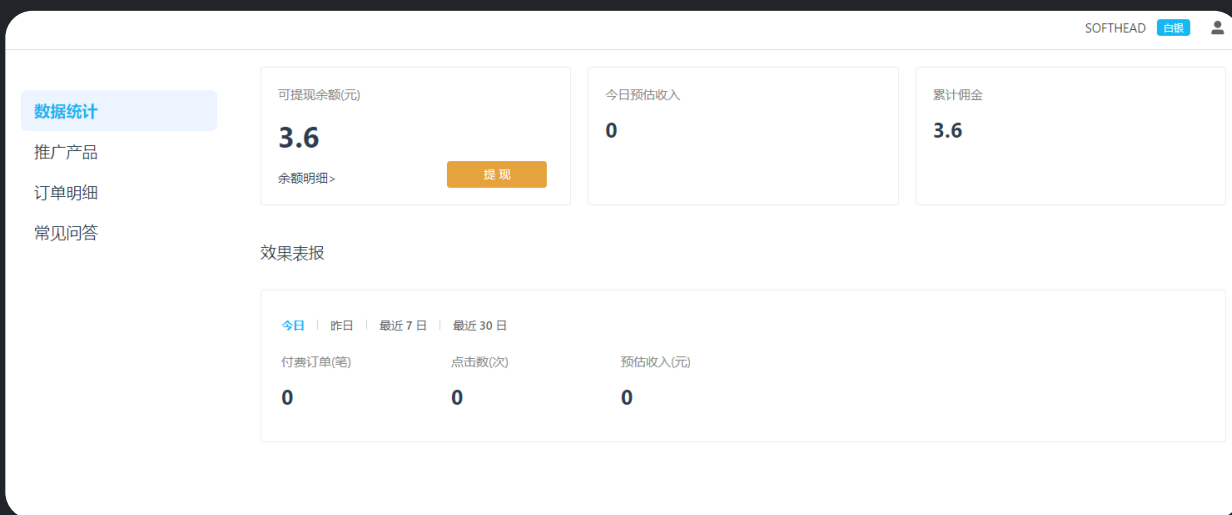 SOFTHEAD 白银
数据统计
推广产品
订单明细
常见问答
可提现余额(元)
3.6
余额明细>
提 现
今日预估收入
0
累计佣金
3.6
效果表报
今日 | 昨日 | 最近 7 日 | 最近 30 日
付费订单(笔) 点击数(次) 预估收入(元)
0 0 0